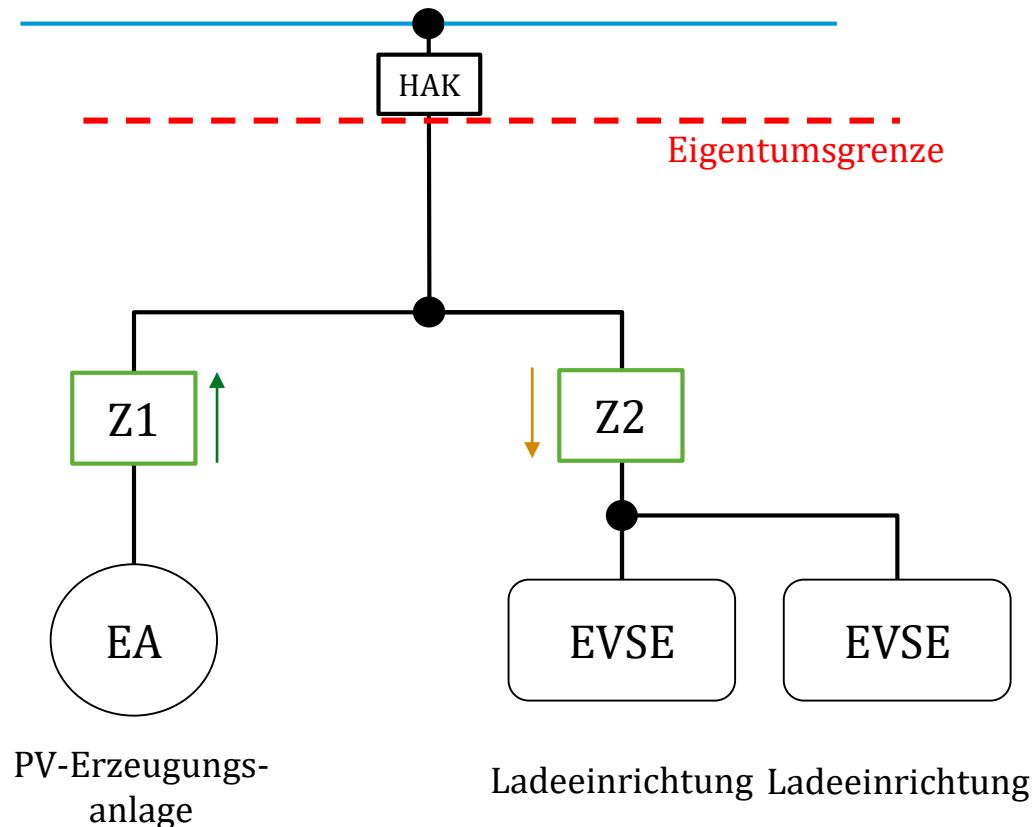 HAK
Eigentumsgrenze
Z1
Z2
EA
EVSE
EVSE
PV-Erzeugungs-
anlage
Ladeeinrichtung
Ladeeinrichtung